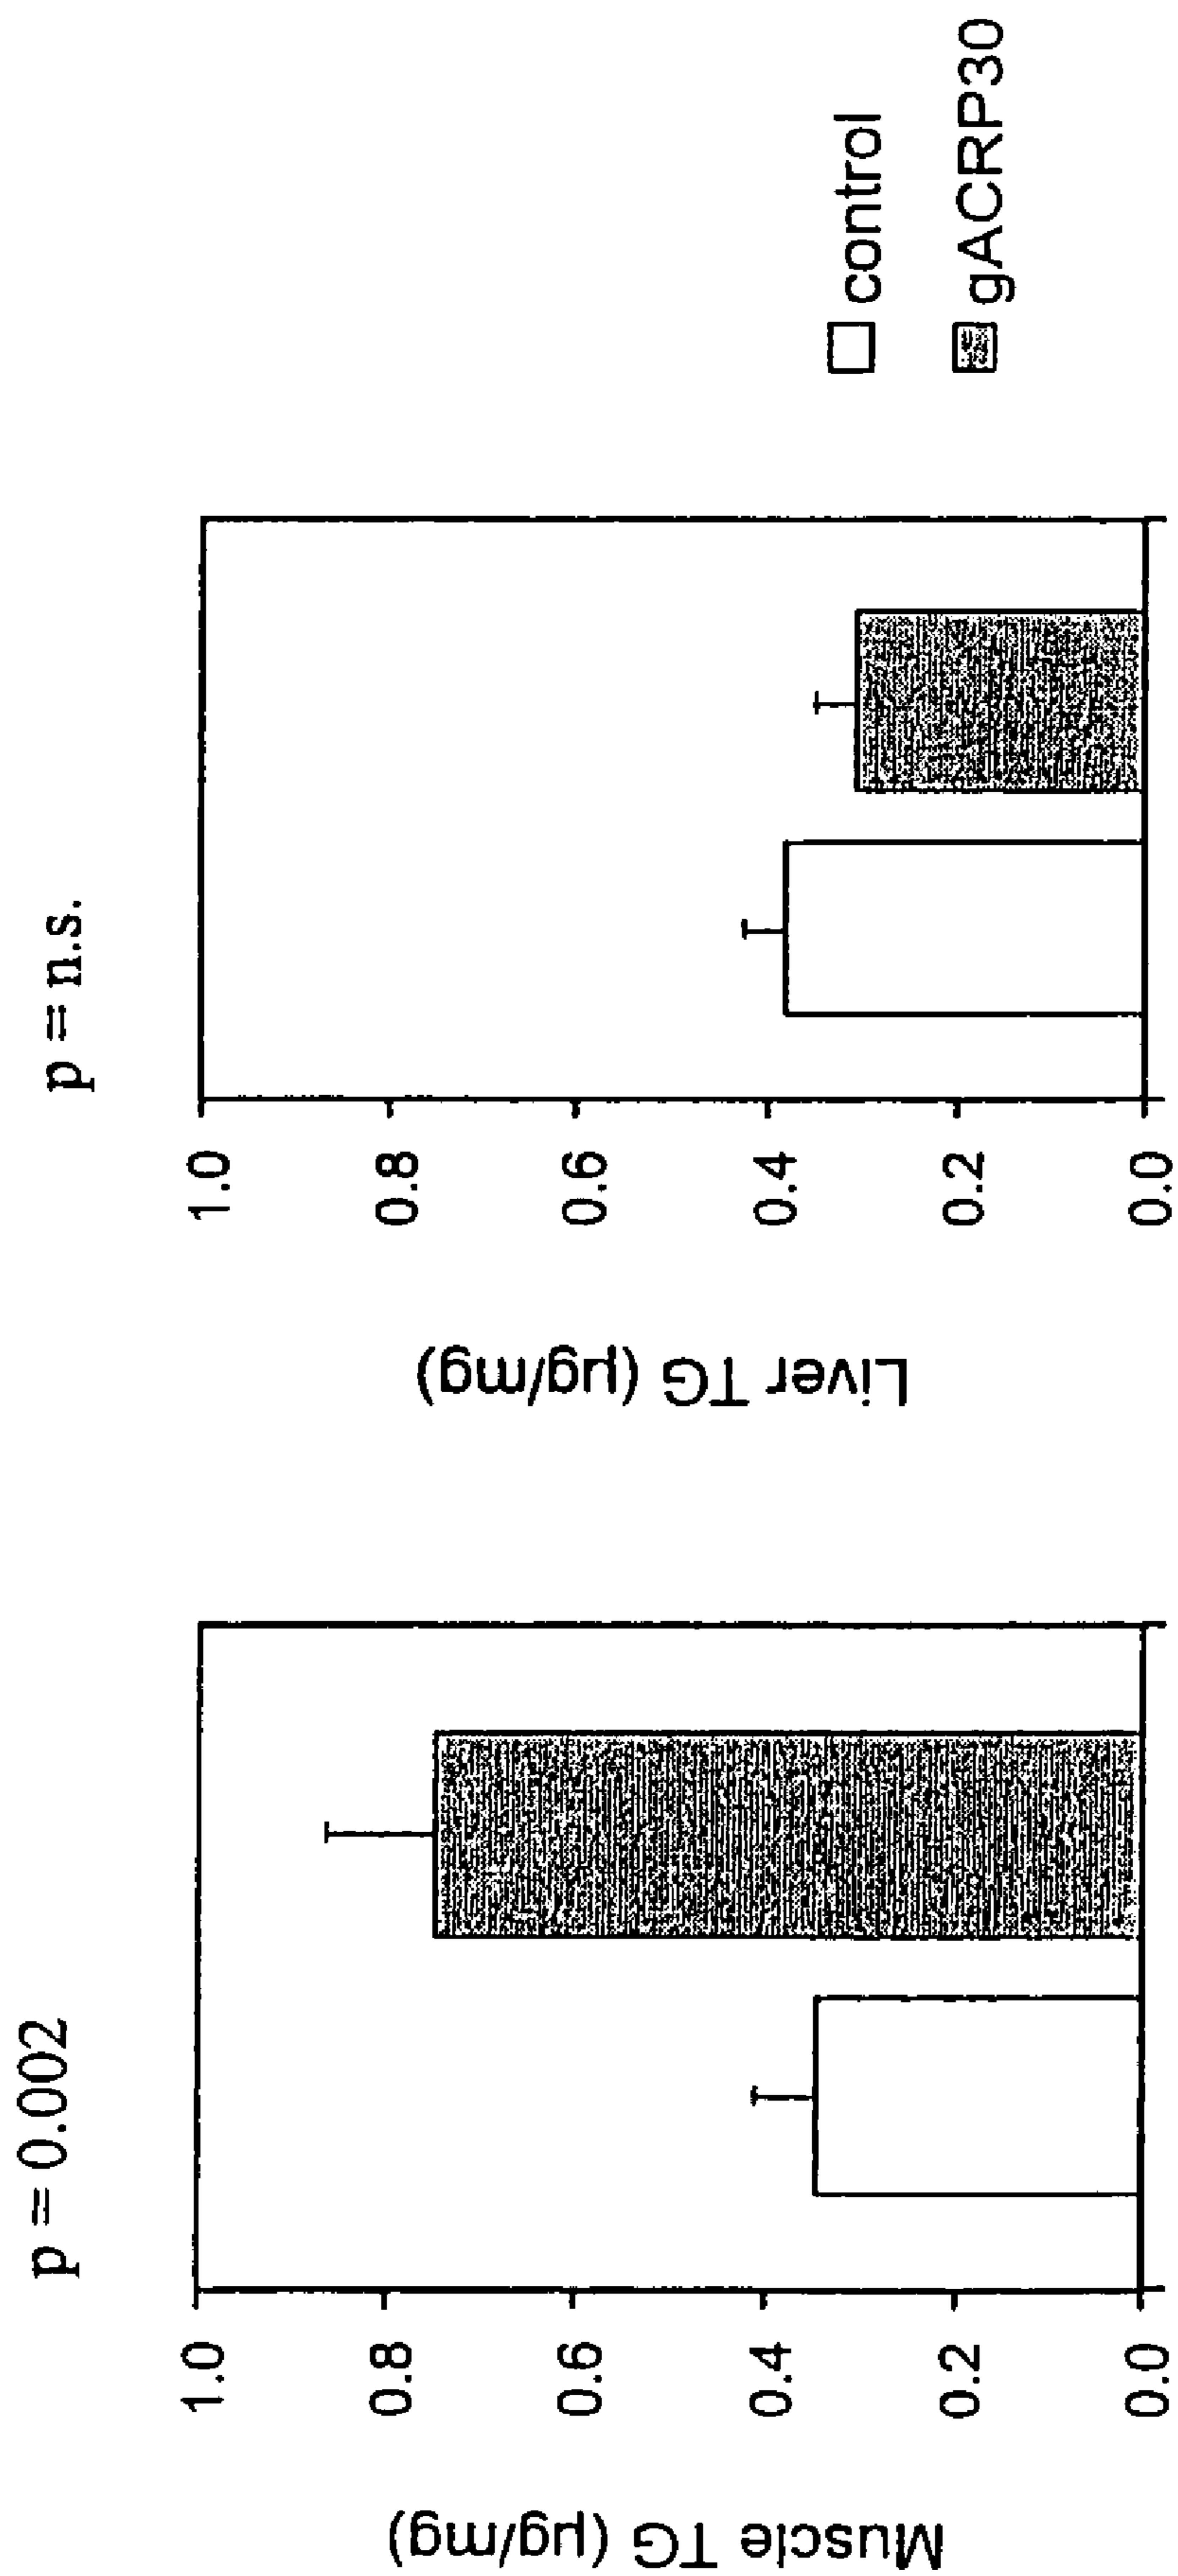 p = 0.002
Muscle TG (µg/mg)
1.0
0.8
0.6
0.4
0.2
0.0
p = n.s.
Liver TG (µg/mg)
1.0
0.8
0.6
0.4
0.2
0.0
control
gACRP30